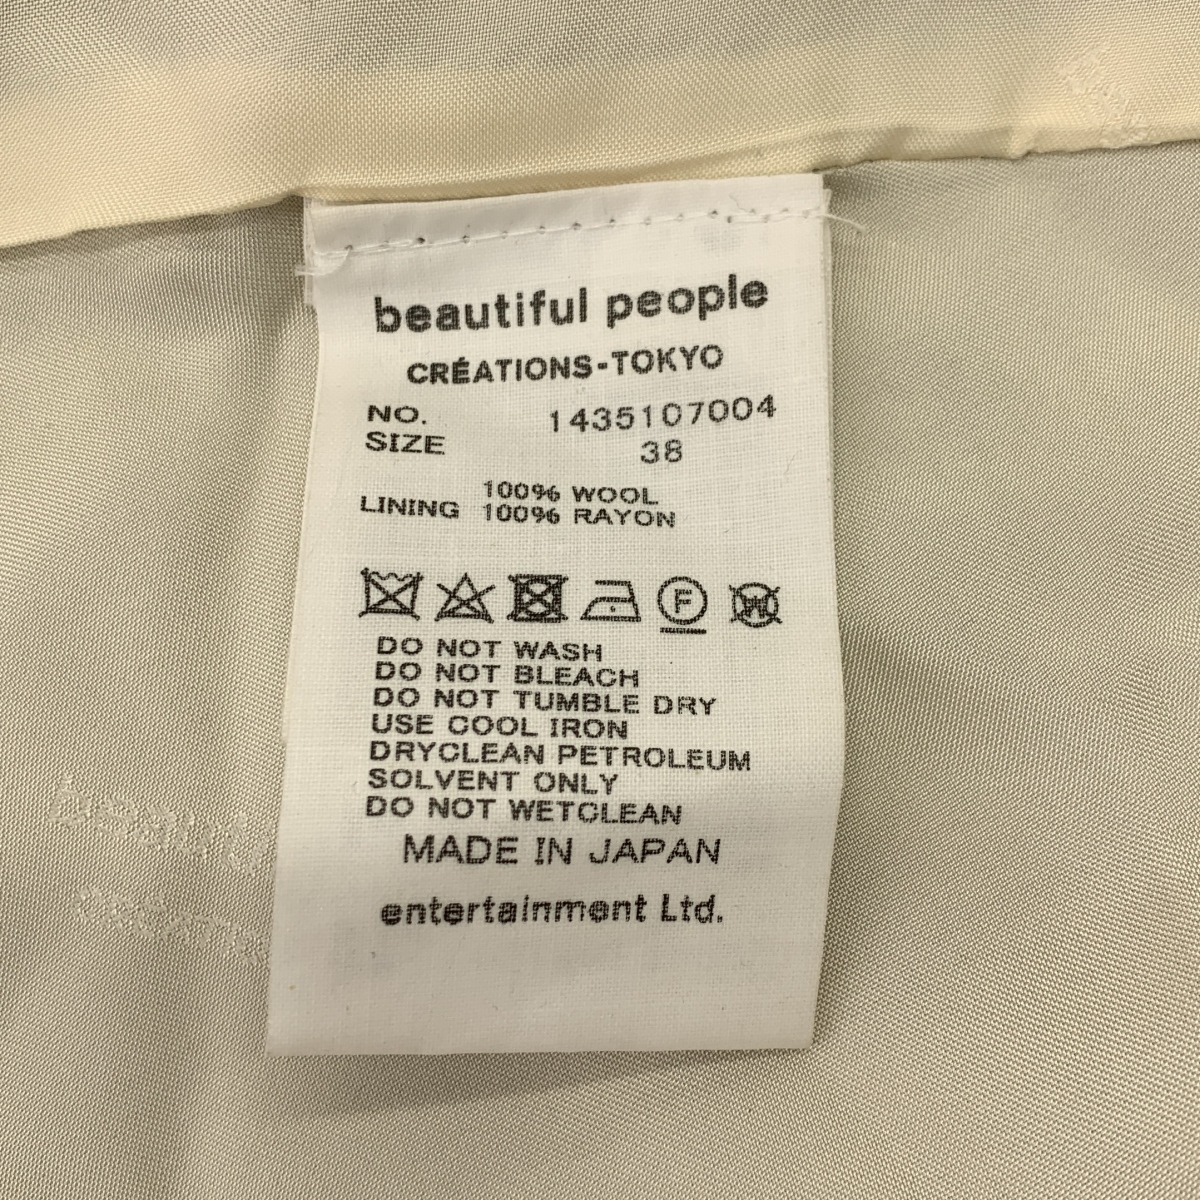 beautiful people
CRÉATIONS-TOKYO
NO. 1435107004
SIZE 38
100% WOOL
LINING 100% RAYON
F W
DO NOT WASH
DO NOT BLEACH
DO NOT TUMBLE DRY
USE COOL IRON
DRYCLEAN PETROLEUM
SOLVENT ONLY
DO NOT WETCLEAN
MADE IN JAPAN
entertainment Ltd.